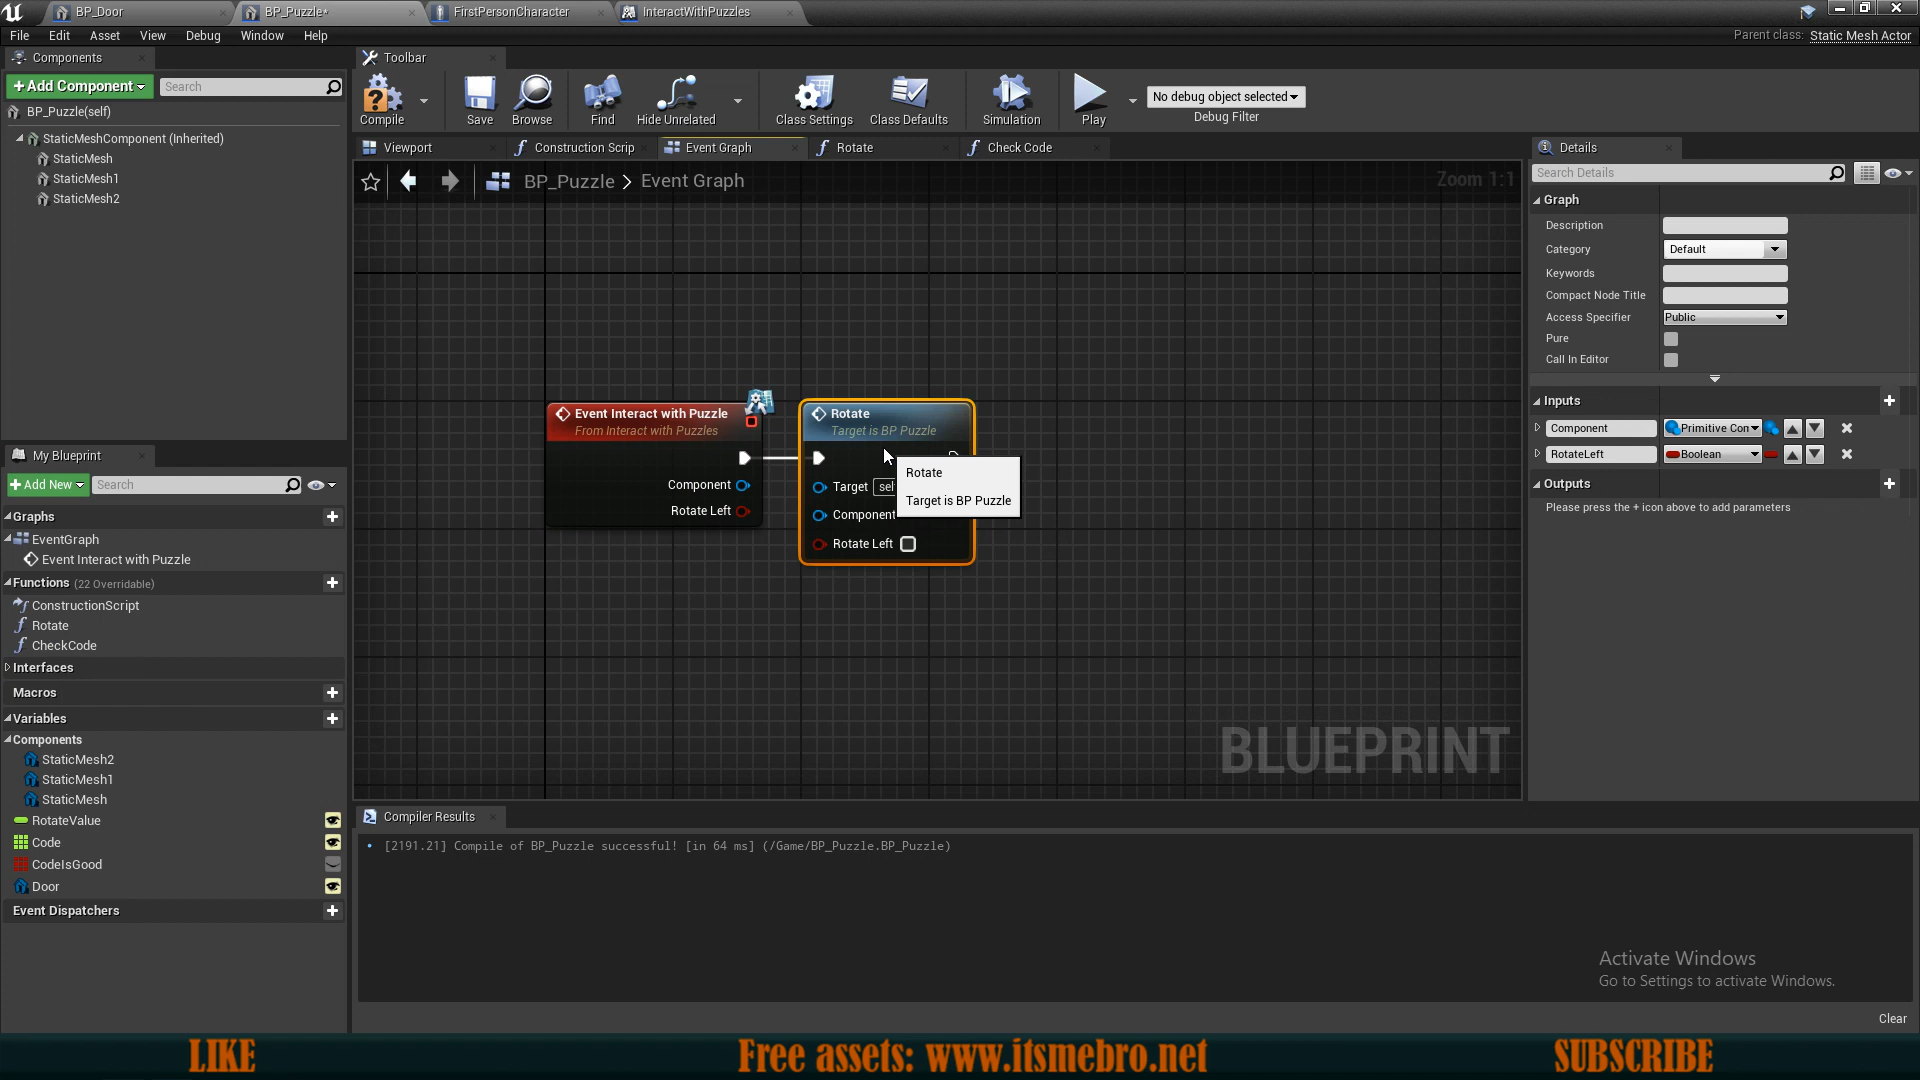 BP_Door
BP_Puzzle*
FirstPersonCharacter
InteractWithPuzzles
File Edit Asset View Debug Window Help
Parent class: Static Mesh Actor
Components
+Add Component
Search
BP_Puzzle(self)
StaticMeshComponent (Inherited)
StaticMesh
StaticMesh1
StaticMesh2
Toolbar
Compile
Save
Browse
Find
Hide Unrelated
Class Settings
Class Defaults
Simulation
Play
No debug object selected
Debug Filter
Viewport
Construction Scrip
Event Graph
Rotate
Check Code
BP_Puzzle > Event Graph
Zoom 1:1
Event Interact with Puzzle
From Interact with Puzzles
Component
Rotate Left
Rotate
Target is BP Puzzle
Target
Component
Rotate Left
Rotate
Target is BP Puzzle
BLUEPRINT
My Blueprint
+Add New
Search
Graphs
EventGraph
Event Interact with Puzzle
Functions (22 Overridable)
ConstructionScript
Rotate
CheckCode
Interfaces
Macros
Variables
Components
StaticMesh2
StaticMesh1
StaticMesh
RotateValue
Code
CodeIsGood
Door
Event Dispatchers
Details
Search Details
Graph
Description
Category Default
Keywords
Compact Node Title
Access Specifier Public
Pure
Call In Editor
Inputs
Component Primitive Con
RotateLeft Boolean
Outputs
Please press the + icon above to add parameters
Compiler Results
[2191.21] Compile of BP_Puzzle successful! [in 64 ms] (/Game/BP_Puzzle.BP_Puzzle)
Activate Windows
Go to Settings to activate Windows.
Clear
LIKE
Free assets: www.itsmebro.net
SUBSCRIBE